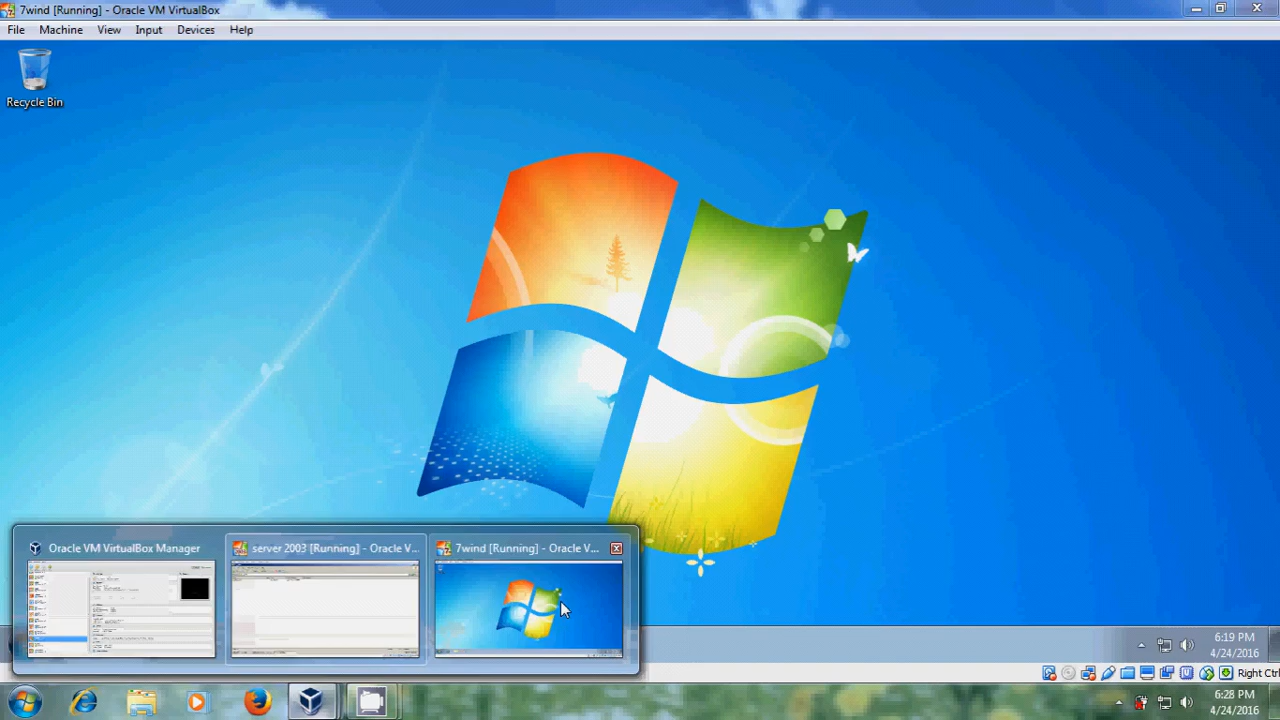 7wind [Running] - Oracle VM VirtualBox
File Machine View Input Devices Help
Recycle Bin
Oracle VM VirtualBox Manager
server 2003 [Running] - Oracle V...
7wind [Running] - Oracle V...
6:19 PM
4/24/2016
Right Ctrl
6:28 PM
4/24/2016